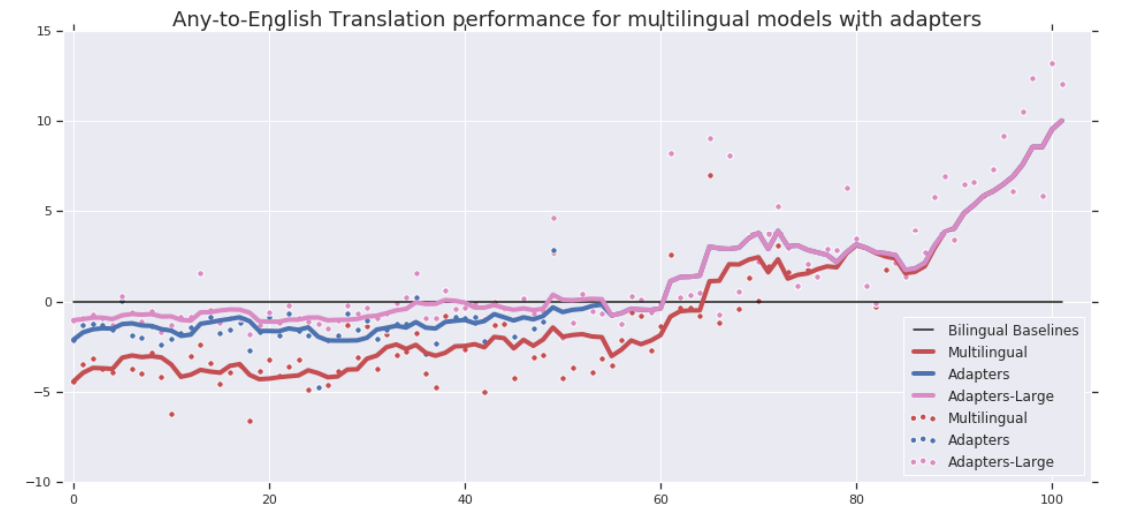 Any-to-English Translation performance for multilingual models with adapters
15
10
5
0
−5
−10
0 20 40 60 80 100
Bilingual Baselines
Multilingual
Adapters
Adapters-Large
Multilingual
Adapters
Adapters-Large